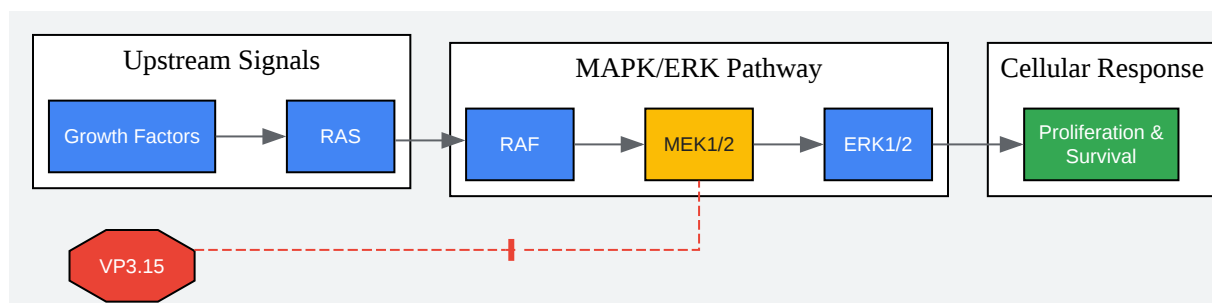 Upstream Signals
MAPK/ERK Pathway
Cellular Response
Growth Factors
RAS
RAF
MEK1/2
ERK1/2
Proliferation &
Survival
VP3.15